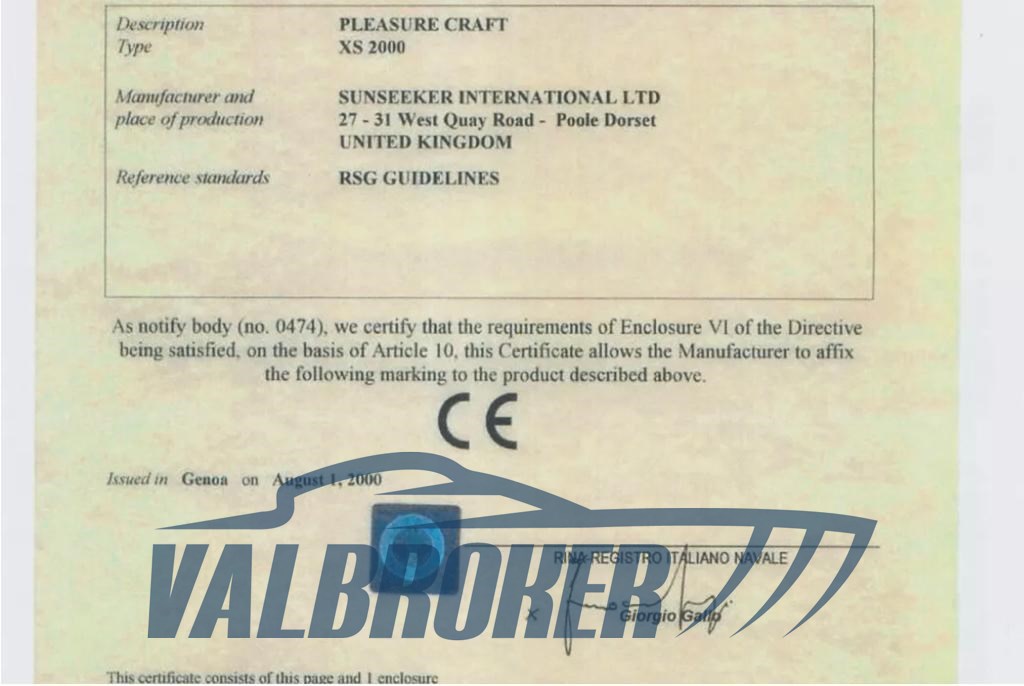 Description PLEASURE CRAFT
Type XS 2000
Manufacturer and SUNSEEKER INTERNATIONAL LTD
place of production 27 - 31 West Quay Road - Poole Dorset
UNITED KINGDOM
Reference standards RSG GUIDELINES
As notify body (no. 0474), we certify that the requirements of Enclosure VI of the Directive
being satisfied, on the basis of Article 10, this Certificate allows the Manufacturer to affix
the following marking to the product described above.
CE
Issued in Genoa on August 1, 2000
RINA REGISTRO ITALIANO NAVALE
VALBROKER
Giorgio Gallo
This certificate consists of this page and 1 enclosure